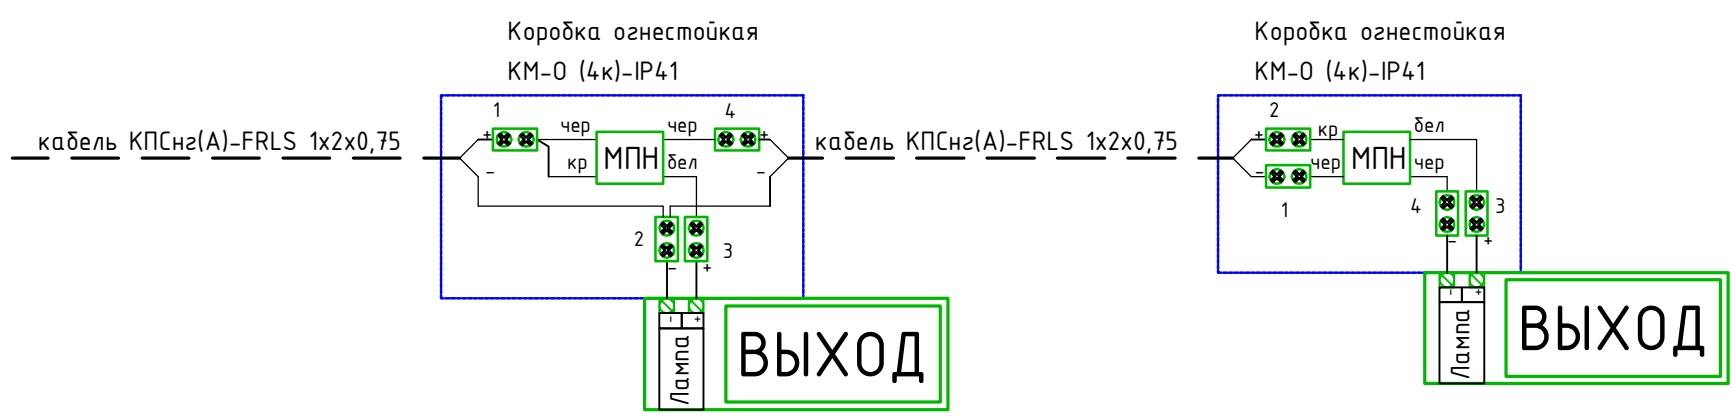 Коробка огнестойкая
КМ-О (4к)-IP41
Коробка огнестойкая
КМ-О (4к)-IP41
кабель КПСнг(А)-FRLS 1х2х0,75
1
4
+
чер
МПН
чер
+
-
кр
бел
-
2
3
-
+
-
+
Лампа
ВЫХОД
кабель КПСнг(А)-FRLS 1х2х0,75
2
+
кр
МПН
бел
-
чер
чер
1
4
3
-
+
-
+
Лампа
ВЫХОД